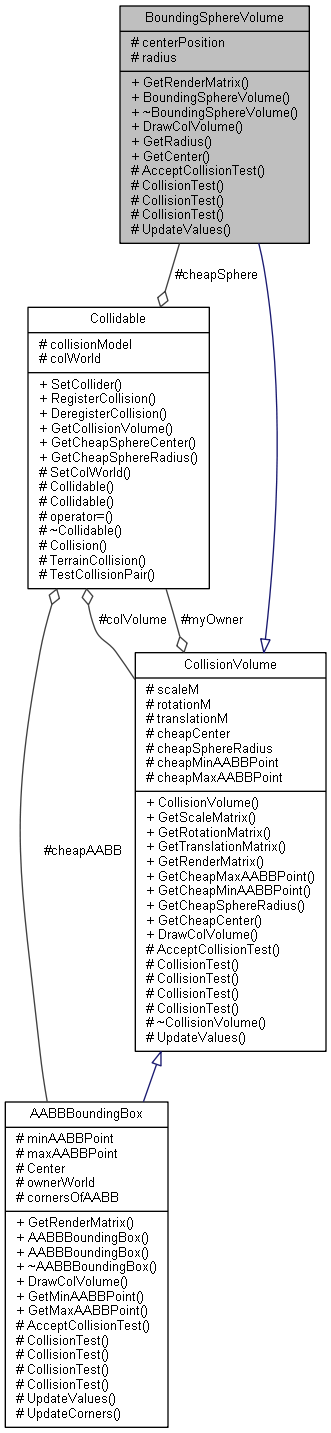 BoundingSphereVolume
# centerPosition
# radius
+ GetRenderMatrix()
+ BoundingSphereVolume()
+ ~BoundingSphereVolume()
+ DrawColVolume()
+ GetRadius()
+ GetCenter()
# AcceptCollisionTest()
# CollisionTest()
# CollisionTest()
# CollisionTest()
# UpdateValues()
#cheapSphere
Collidable
# collisionModel
# colWorld
+ SetCollider()
+ RegisterCollision()
+ DeregisterCollision()
+ GetCollisionVolume()
+ GetCheapSphereCenter()
+ GetCheapSphereRadius()
# SetColWorld()
# Collidable()
# Collidable()
# operator=()
# ~Collidable()
# Collision()
# TerrainCollision()
# TestCollisionPair()
#colVolume
#myOwner
CollisionVolume
# scaleM
# rotationM
# translationM
# cheapCenter
# cheapSphereRadius
# cheapMinAABBPoint
# cheapMaxAABBPoint
+ CollisionVolume()
+ GetScaleMatrix()
+ GetRotationMatrix()
+ GetTranslationMatrix()
+ GetRenderMatrix()
+ GetCheapMaxAABBPoint()
+ GetCheapMinAABBPoint()
+ GetCheapSphereRadius()
+ GetCheapCenter()
+ DrawColVolume()
# AcceptCollisionTest()
# CollisionTest()
# CollisionTest()
# CollisionTest()
# CollisionTest()
# ~CollisionVolume()
# UpdateValues()
#cheapAABB
AABBBoundingBox
# minAABBPoint
# maxAABBPoint
# Center
# ownerWorld
# cornersOfAABB
+ GetRenderMatrix()
+ AABBBoundingBox()
+ AABBBoundingBox()
+ ~AABBBoundingBox()
+ DrawColVolume()
+ GetMinAABBPoint()
+ GetMaxAABBPoint()
# AcceptCollisionTest()
# CollisionTest()
# CollisionTest()
# CollisionTest()
# CollisionTest()
# UpdateValues()
# UpdateCorners()